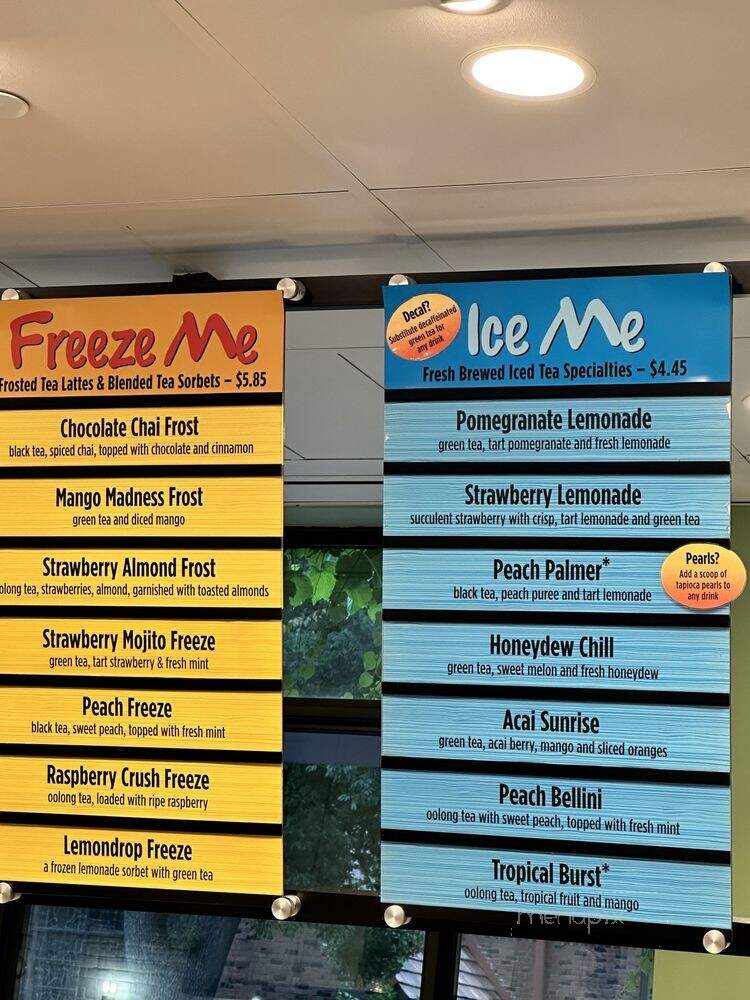 Freeze Me
Frosted Tea Lattes & Blended Tea Sorbets – $5.85
Chocolate Chai Frost
black tea, spiced chai, topped with chocolate and cinnamon
Mango Madness Frost
green tea and diced mango
Strawberry Almond Frost
olong tea, strawberries, almond, garnished with toasted almonds
Strawberry Mojito Freeze
green tea, tart strawberry & fresh mint
Peach Freeze
black tea, sweet peach, topped with fresh mint
Raspberry Crush Freeze
oolong tea, loaded with ripe raspberry
Lemondrop Freeze
a frozen lemonade sorbet with green tea
Decaf?
Substitute decaffeinated
green tea for
any drink
Ice Me
Fresh Brewed Iced Tea Specialties – $4.45
Pomegranate Lemonade
green tea, tart pomegranate and fresh lemonade
Strawberry Lemonade
succulent strawberry with crisp, tart lemonade and green tea
Peach Palmer*
black tea, peach puree and tart lemonade
Pearls?
Add a scoop of
tapioca pearls to
any drink
Honeydew Chill
green tea, sweet melon and fresh honeydew
Acai Sunrise
green tea, acai berry, mango and sliced oranges
Peach Bellini
oolong tea with sweet peach, topped with fresh mint
Tropical Burst*
oolong tea, tropical fruit and mango
menupix